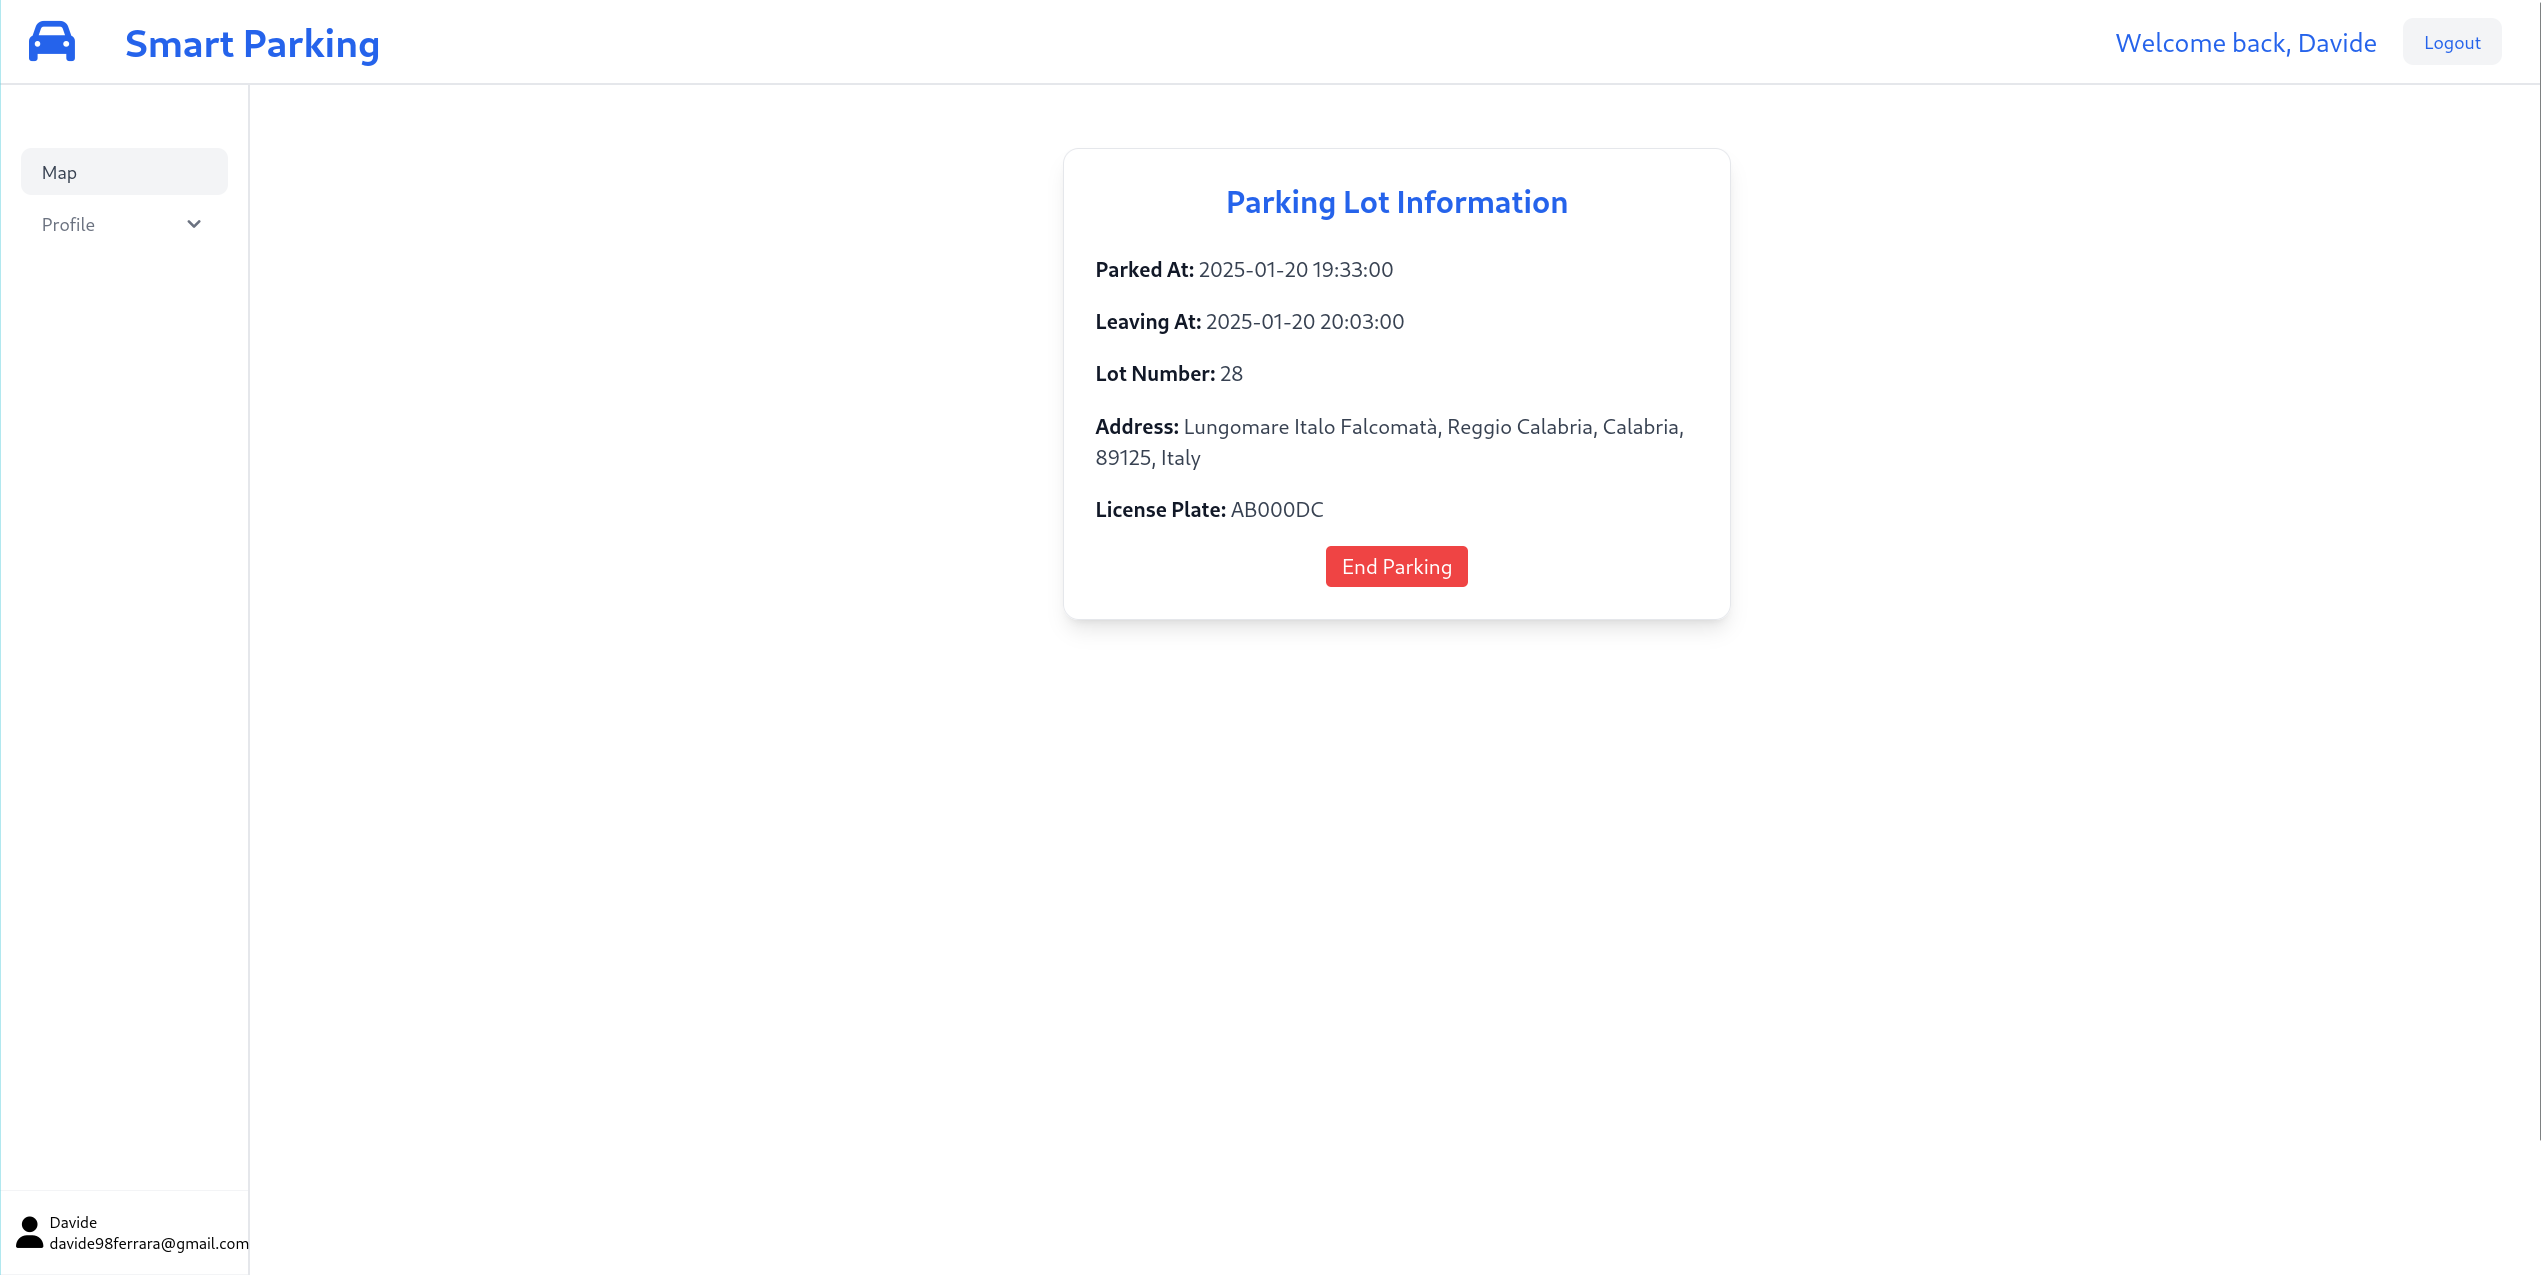 Smart Parking
Welcome back, Davide
Logout
Map
Profile
Parking Lot Information
Parked At: 2025-01-20 19:33:00
Leaving At: 2025-01-20 20:03:00
Lot Number: 28
Address: Lungomare Italo Falcomatà, Reggio Calabria, Calabria,
89125, Italy
License Plate: AB000DC
End Parking
Davide
davide98ferrara@gmail.com